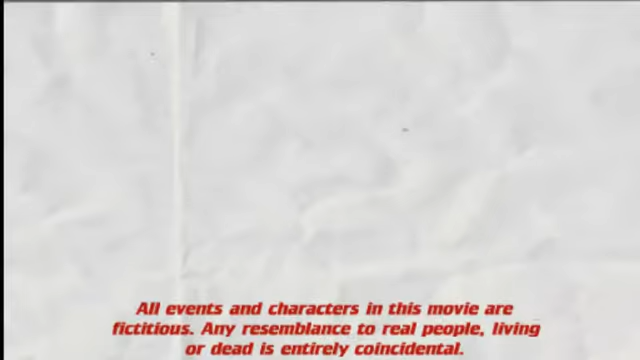 All events and characters in this movie are
fictitious. Any resemblance to real people, living
or dead is entirely coincidental.